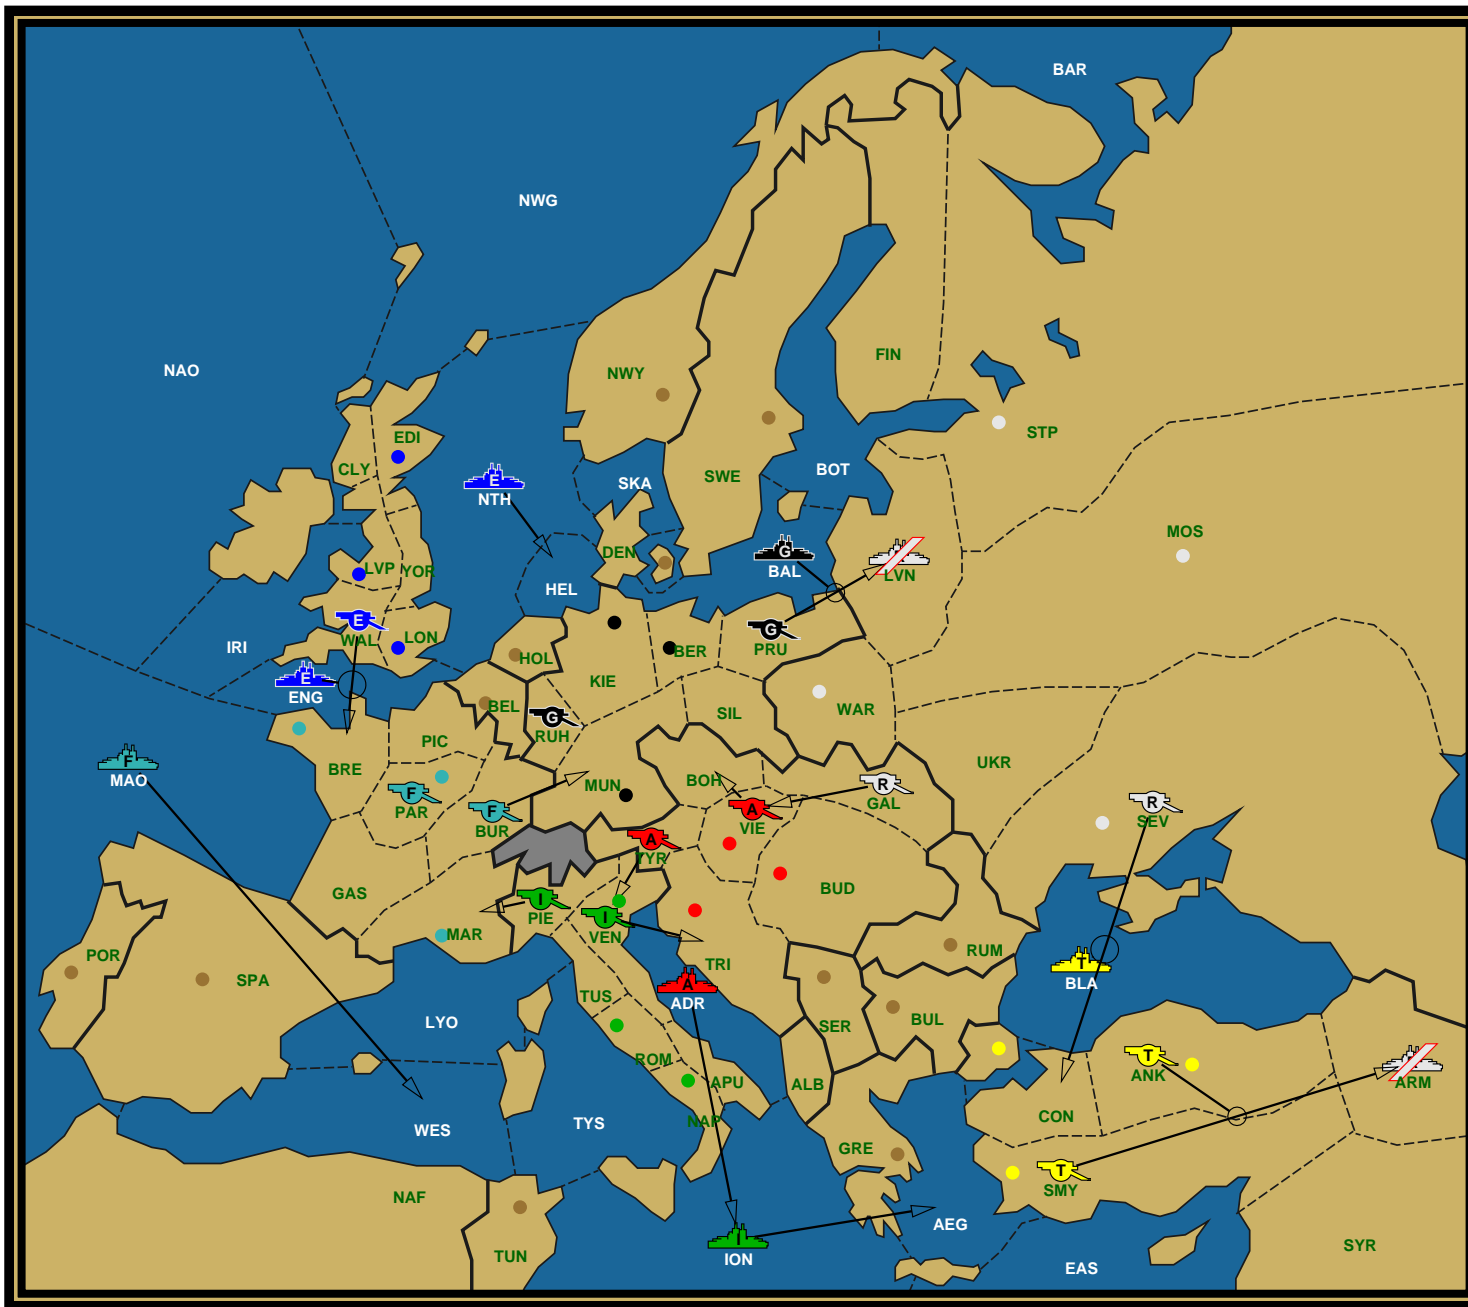 BAR
NWG
NAO
FIN
NWY
STP
EDI
CLY
SKA
SWE
BOT
E
NTH
MOS
DEN
G
BAL
LVN
LVP
YOR
HEL
E
WAL
LON
IRI
G
PRU
BER
HOL
KIE
E
ENG
BEL
G
RUH
SIL
WAR
PIC
BRE
UKR
F
MAO
F
PAR
F
BUR
MUN
BOH
A
VIE
R
GAL
R
SEV
A
TYR
GAS
BUD
I
PIE
I
VEN
MAR
POR
SPA
TRI
RUM
T
BLA
A
ADR
TUS
LYO
SER
BUL
ROM
APU
ALB
T
ANK
ARM
CON
NAP
WES
TYS
GRE
T
SMY
NAF
AEG
I
ION
TUN
EAS
SYR